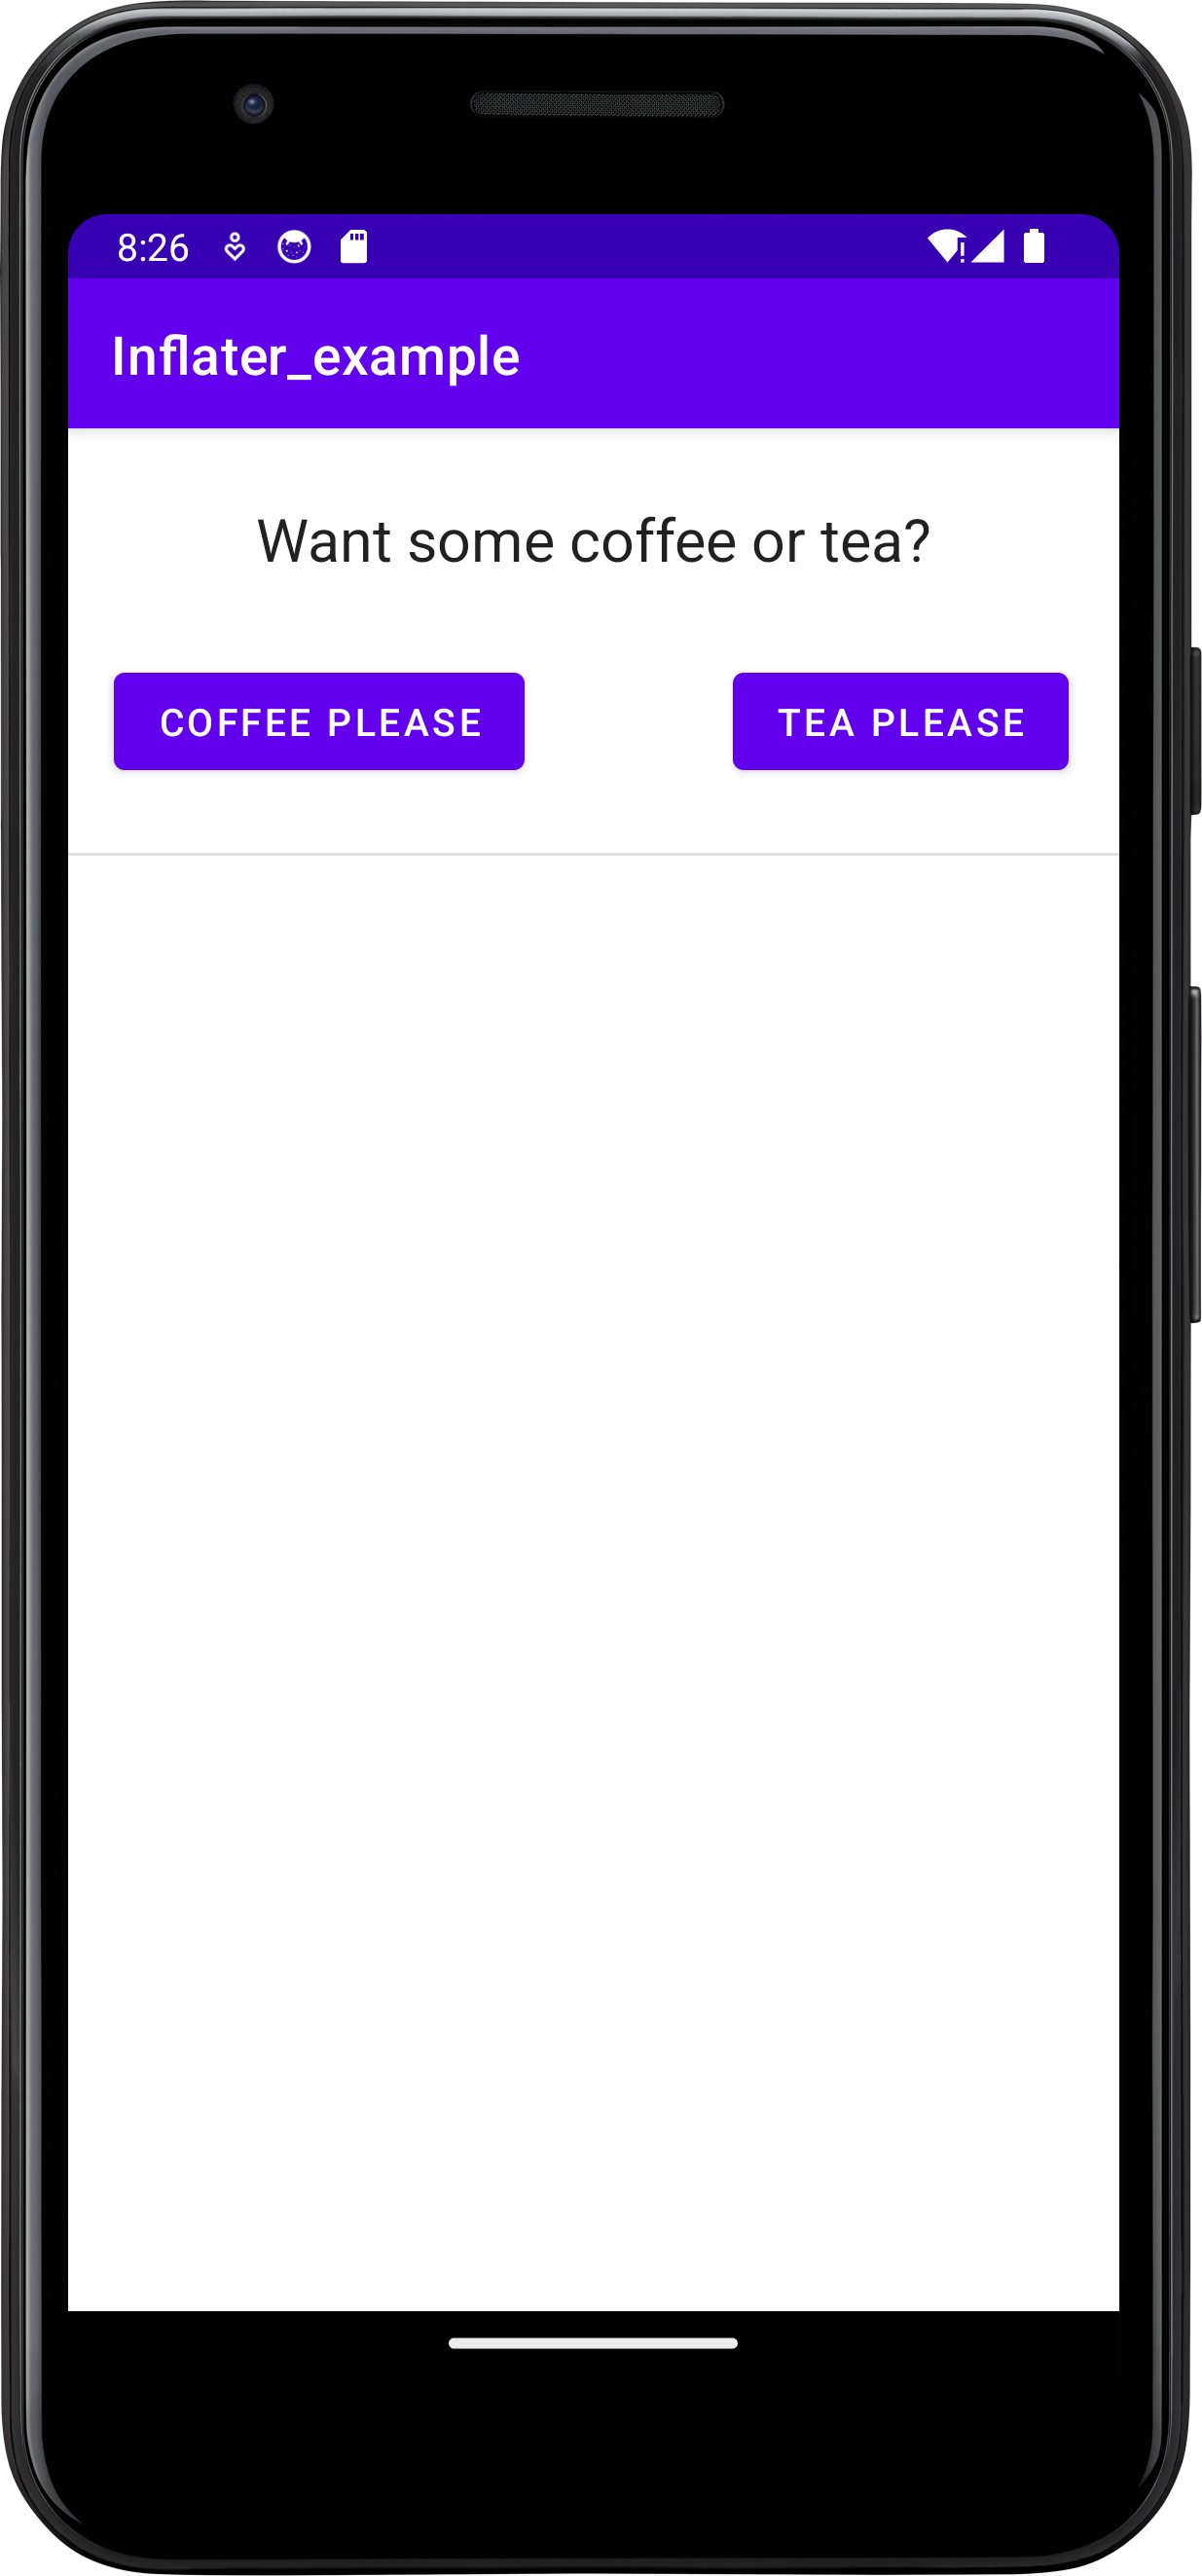 8:26
Inflater_example
Want some coffee or tea?
COFFEE PLEASE
TEA PLEASE